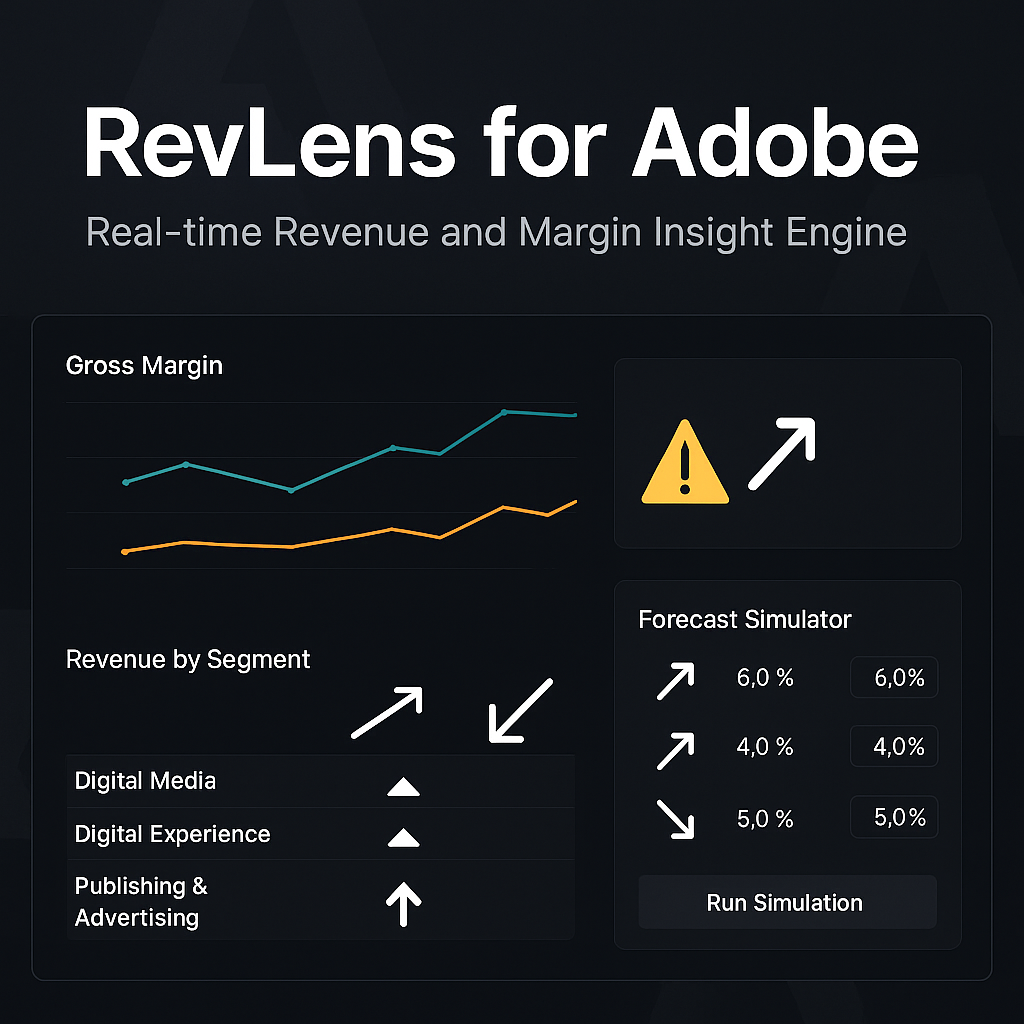 RevLens for Adobe
Real-time Revenue and Margin Insight Engine
Gross Margin
Revenue by Segment
Digital Media
Digital Experience
Publishing &
Advertising
Forecast Simulator
6,0 % 6,0%
4,0 % 4,0%
5,0 % 5,0%
Run Simulation